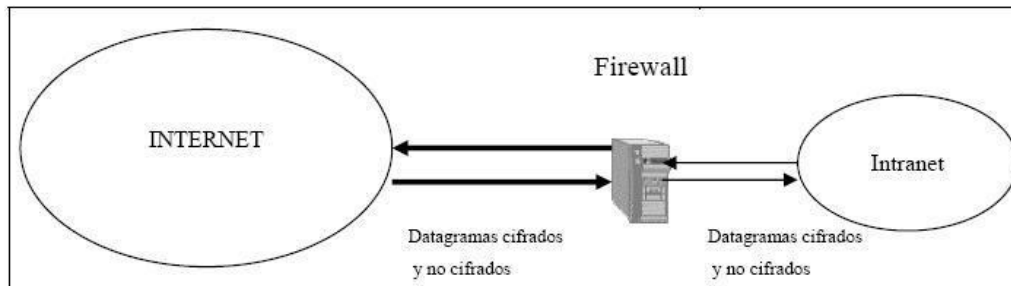 Firewall
INTERNET
Intranet
Datagramas cifrados
y no cifrados
Datagramas cifrados
y no cifrados